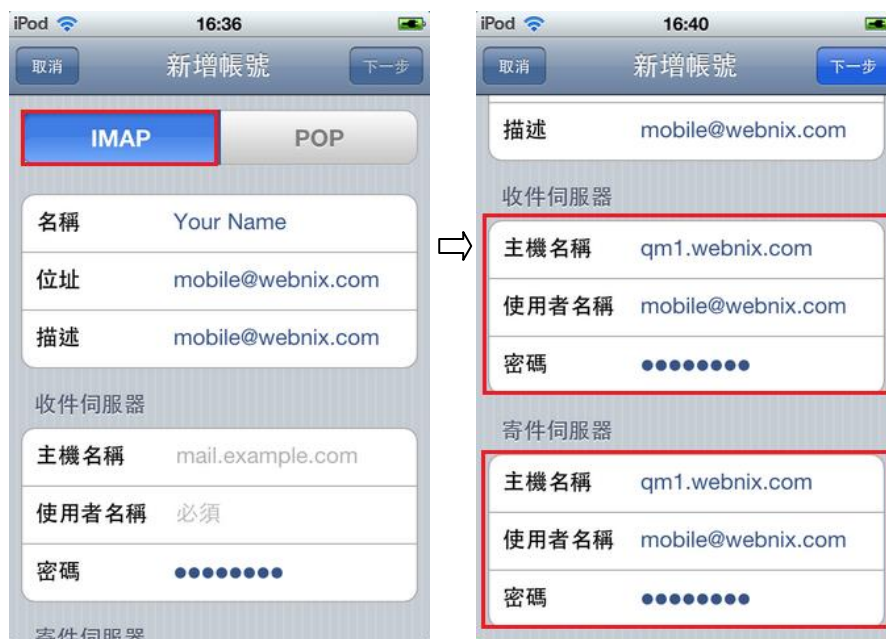 iPod 16:36
取消 新增帳號 下一步
IMAP POP
名稱 Your Name
位址 mobile@webnix.com
描述 mobile@webnix.com
收件伺服器
主機名稱 mail.example.com
使用者名稱 必須
密碼 ●●●●●●●●
寄件伺服器
iPod 16:40
取消 新增帳號 下一步
描述 mobile@webnix.com
收件伺服器
主機名稱 qm1.webnix.com
使用者名稱 mobile@webnix.com
密碼 ●●●●●●●●
寄件伺服器
主機名稱 qm1.webnix.com
使用者名稱 mobile@webnix.com
密碼 ●●●●●●●●